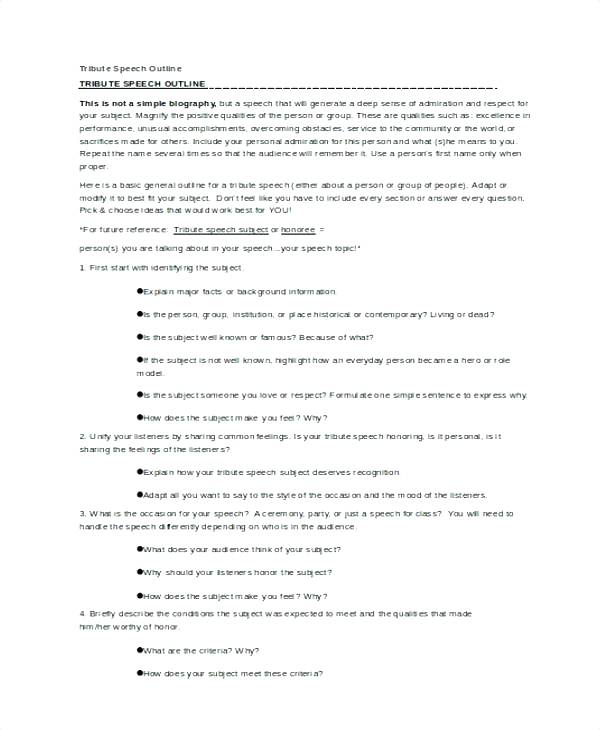 Tribute Speech Outline
TRIBUTE SPEECH OUTLINE
This is not a simple biography, but a speech that will generate a deep sense of admiration and respect for
your subject. Magnify the positive qualities of the person or group. These are qualities such as: excellence in
performance, unusual accomplishments, overcoming obstacles, service to the community or the world, or
sacrifices made for others. Include your personal admiration for this person and what (s)he means to you.
Repeat the name several times so that the audience will remember it. Use a person's first name only when
proper.
Here is a basic general outline for a tribute speech (either about a person or group of people). Adapt or
modify it to best fit your subject. Don't feel like you have to include every section or answer every question.
Pick & choose ideas that would work best for YOU!
*For future reference: Tribute speech subject or honoree =
person(s) you are talking about in your speech...your speech topic!*
1. First start with identifying the subject.
●Explain major facts or background information.
●Is the person, group, institution, or place historical or contemporary? Living or dead?
●Is the subject well known or famous? Because of what?
●If the subject is not well known, highlight how an everyday person became a hero or role
model.
●Is the subject someone you love or respect? Formulate one simple sentence to express why.
●How does the subject make you feel? Why?
2. Unify your listeners by sharing common feelings. Is your tribute speech honoring, is it personal, is it
sharing the feelings of the listeners?
●Explain how your tribute speech subject deserves recognition.
●Adapt all you want to say to the style of the occasion and the mood of the listeners.
3. What is the occasion for your speech? A ceremony, party, or just a speech for class? You will need to
handle the speech differently depending on who is in the audience.
●What does your audience think of your subject?
●Why should your listeners honor the subject?
●How does the subject make you feel? Why?
4. Briefly describe the conditions the subject was expected to meet and the qualities that made
him/her worthy of honor.
●What are the criteria? Why?
●How does your subject meet these criteria?